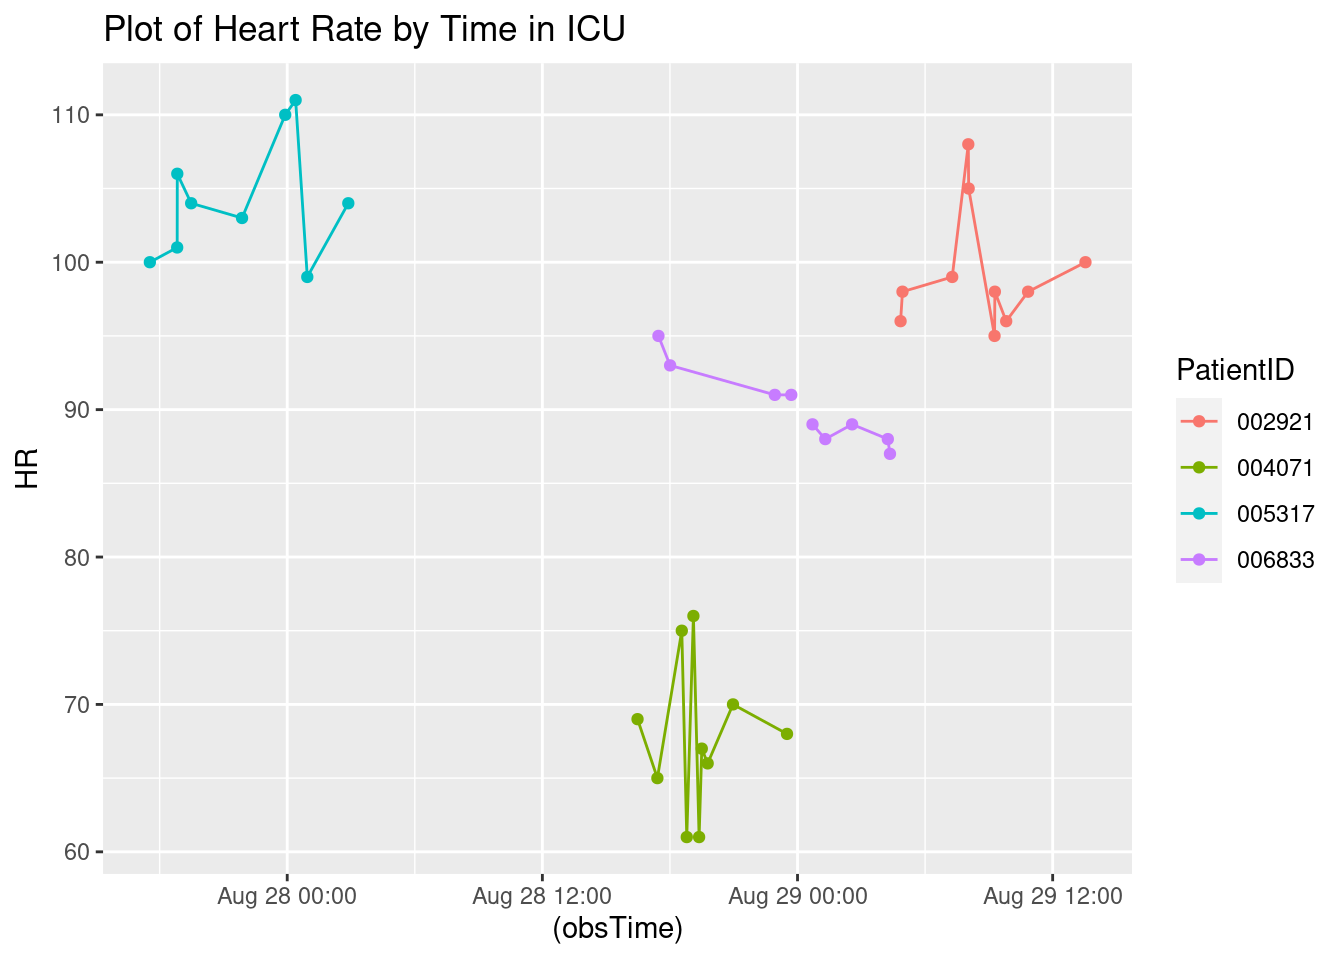 Plot of Heart Rate by Time in ICU
110
100
90
80
70
60
HR
Aug 28 00:00
Aug 28 12:00
Aug 29 00:00
Aug 29 12:00
(obsTime)
PatientID
002921
004071
005317
006833